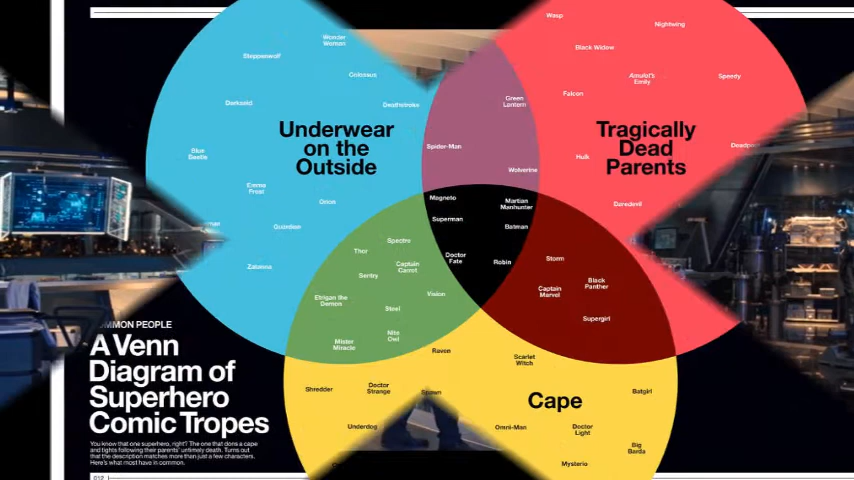 Wasp
Nightwing
Wonder
Woman
Black Widow
Steppenwolf
Colossus
Amulet's
Emily
Speedy
Falcon
Darkseid
Deathstroke
Green
Lantern
Underwear
on the
Outside
Tragically
Dead
Parents
Spider-Man
Blue
Beetle
Hulk
Wolverine
Emma
Frost
Magneto
Martian
Manhunter
Orion
Daredevil
Superman
Batman
Guardian
Spectre
Thor
Doctor
Fate
Robin
Storm
Zatanna
Sentry
Captain
Carrot
Black
Panther
Captain
Marvel
Etrigan the
Demon
Vision
Steel
Supergirl
MMON PEOPLE
Nite
Owl
Mister
Miracle
Raven
Scarlet
Witch
A Venn
Diagram of
Superhero
Comic Tropes
Shredder
Doctor
Strange
Spawn
Cape
Batgirl
Underdog
Omni-Man
Doctor
Light
Big
Barda
Mysterio
You know that one superhero, right? The one that dons a cape
and tights following their parents' untimely death. Turns out
that the description matches more than just a few characters.
Here's what most have in common.
012